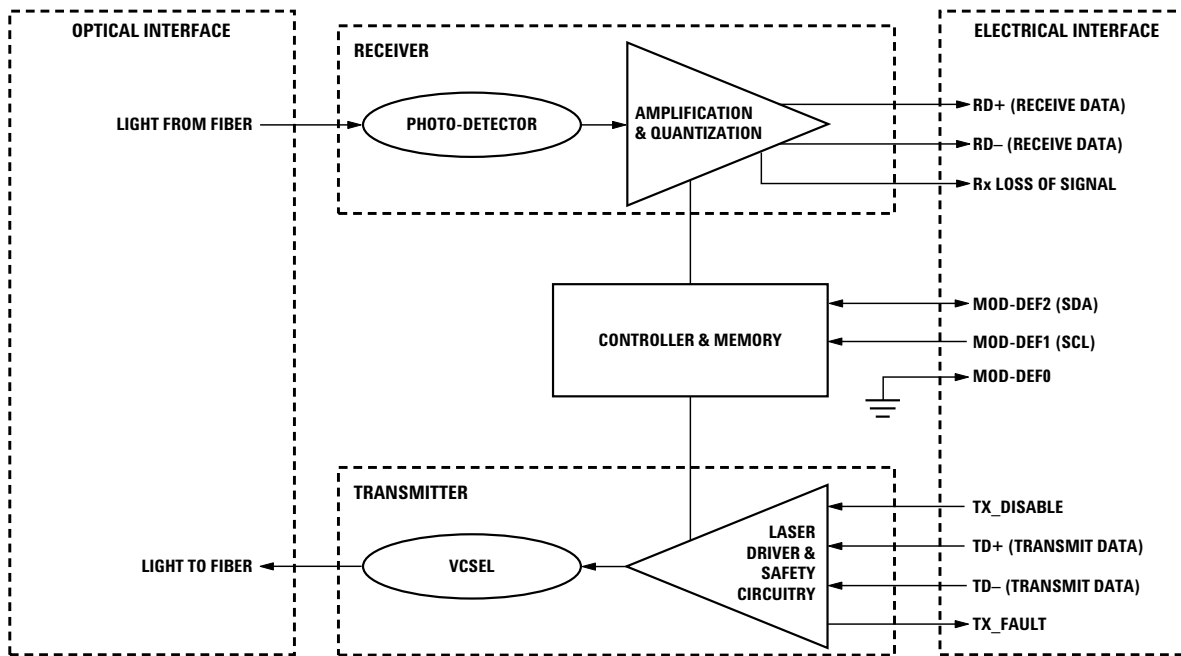 OPTICAL INTERFACE
LIGHT FROM FIBER
LIGHT TO FIBER
RECEIVER
PHOTO-DETECTOR
AMPLIFICATION
& QUANTIZATION
CONTROLLER & MEMORY
TRANSMITTER
VCSEL
LASER
DRIVER &
SAFETY
CIRCUITRY
ELECTRICAL INTERFACE
RD+ (RECEIVE DATA)
RD– (RECEIVE DATA)
Rx LOSS OF SIGNAL
MOD-DEF2 (SDA)
MOD-DEF1 (SCL)
MOD-DEF0
TX_DISABLE
TD+ (TRANSMIT DATA)
TD– (TRANSMIT DATA)
TX_FAULT